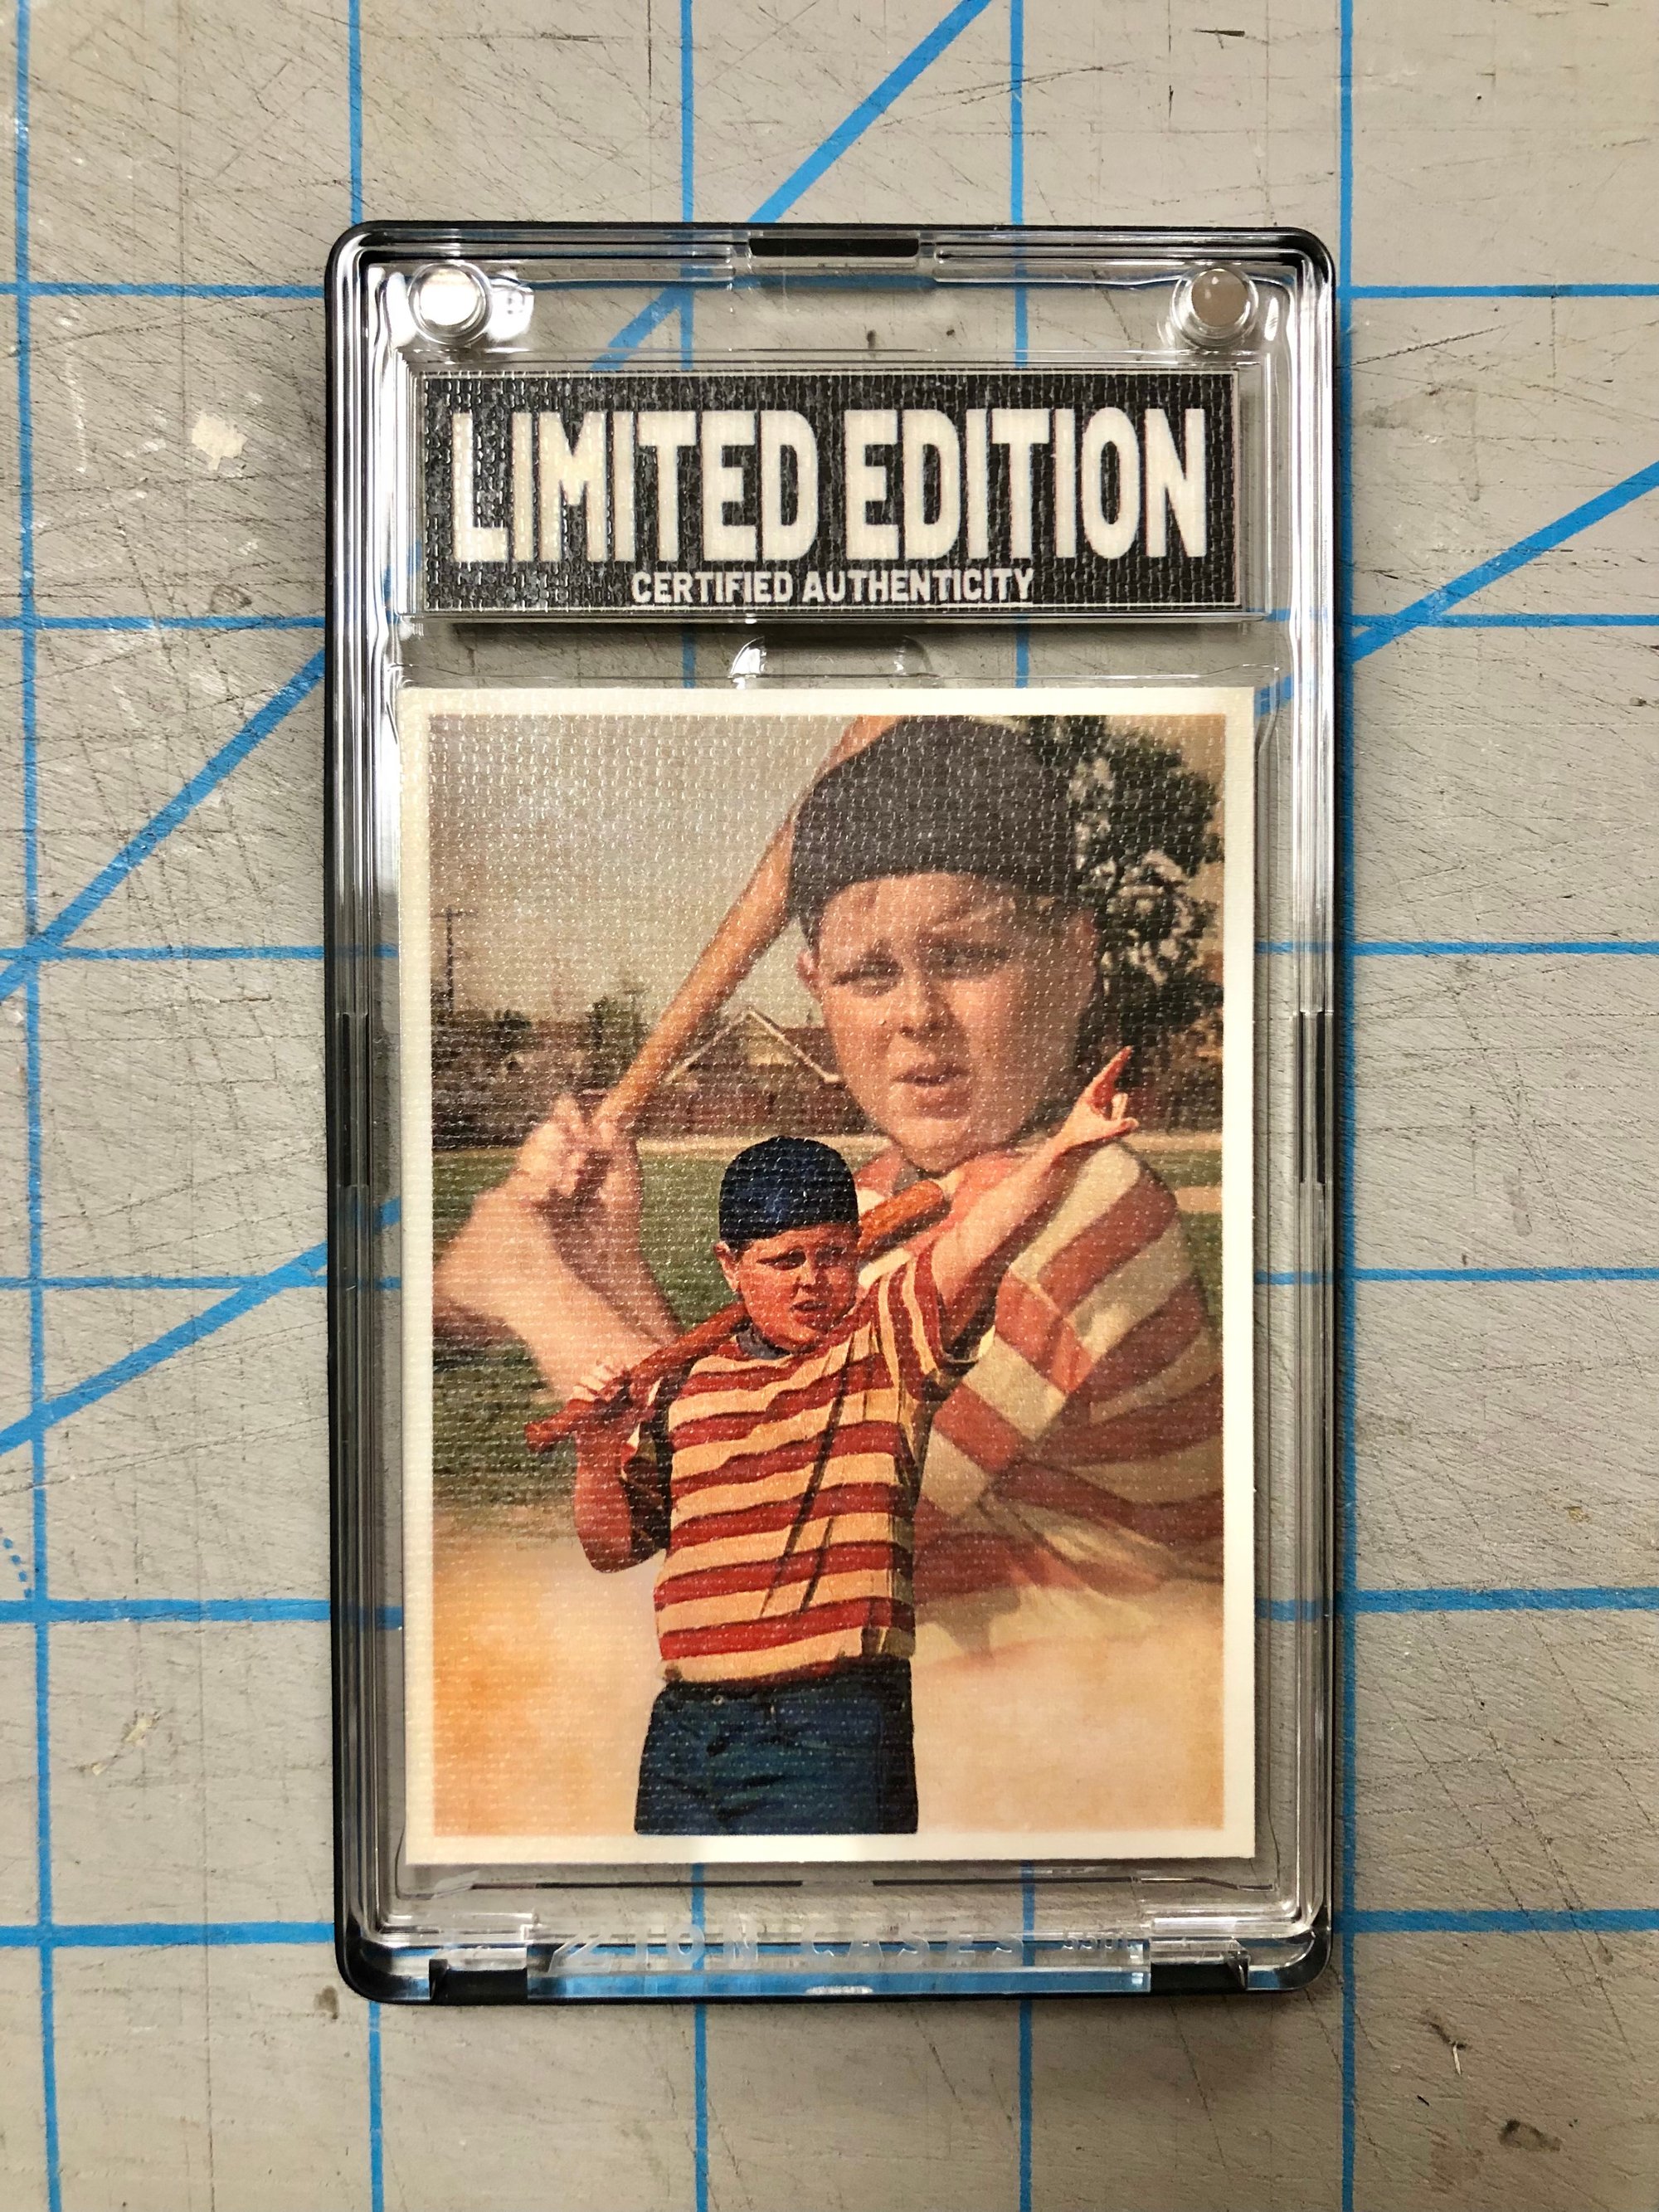 LIMITED EDITION
CERTIFIED AUTHENTICITY
ZION CASES